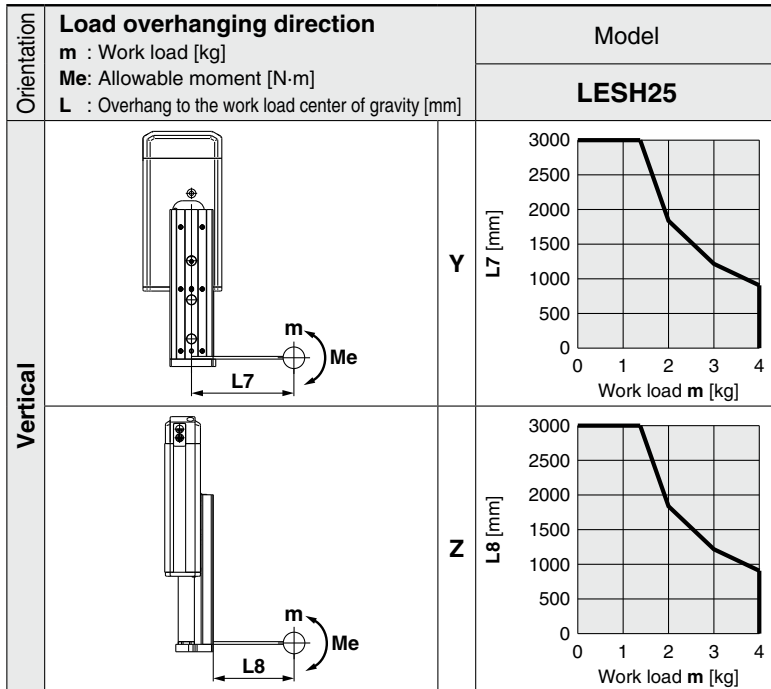 Orientation
Load overhanging direction
m : Work load [kg]
Me: Allowable moment [N·m]
L : Overhang to the work load center of gravity [mm]
Model
LESH25
Vertical
m
Me
L7
Y
L7 [mm]
3000
2500
2000
1500
1000
500
0
0 1 2 3 4
Work load m [kg]
m
Me
L8
Z
L8 [mm]
3000
2500
2000
1500
1000
500
0
0 1 2 3 4
Work load m [kg]